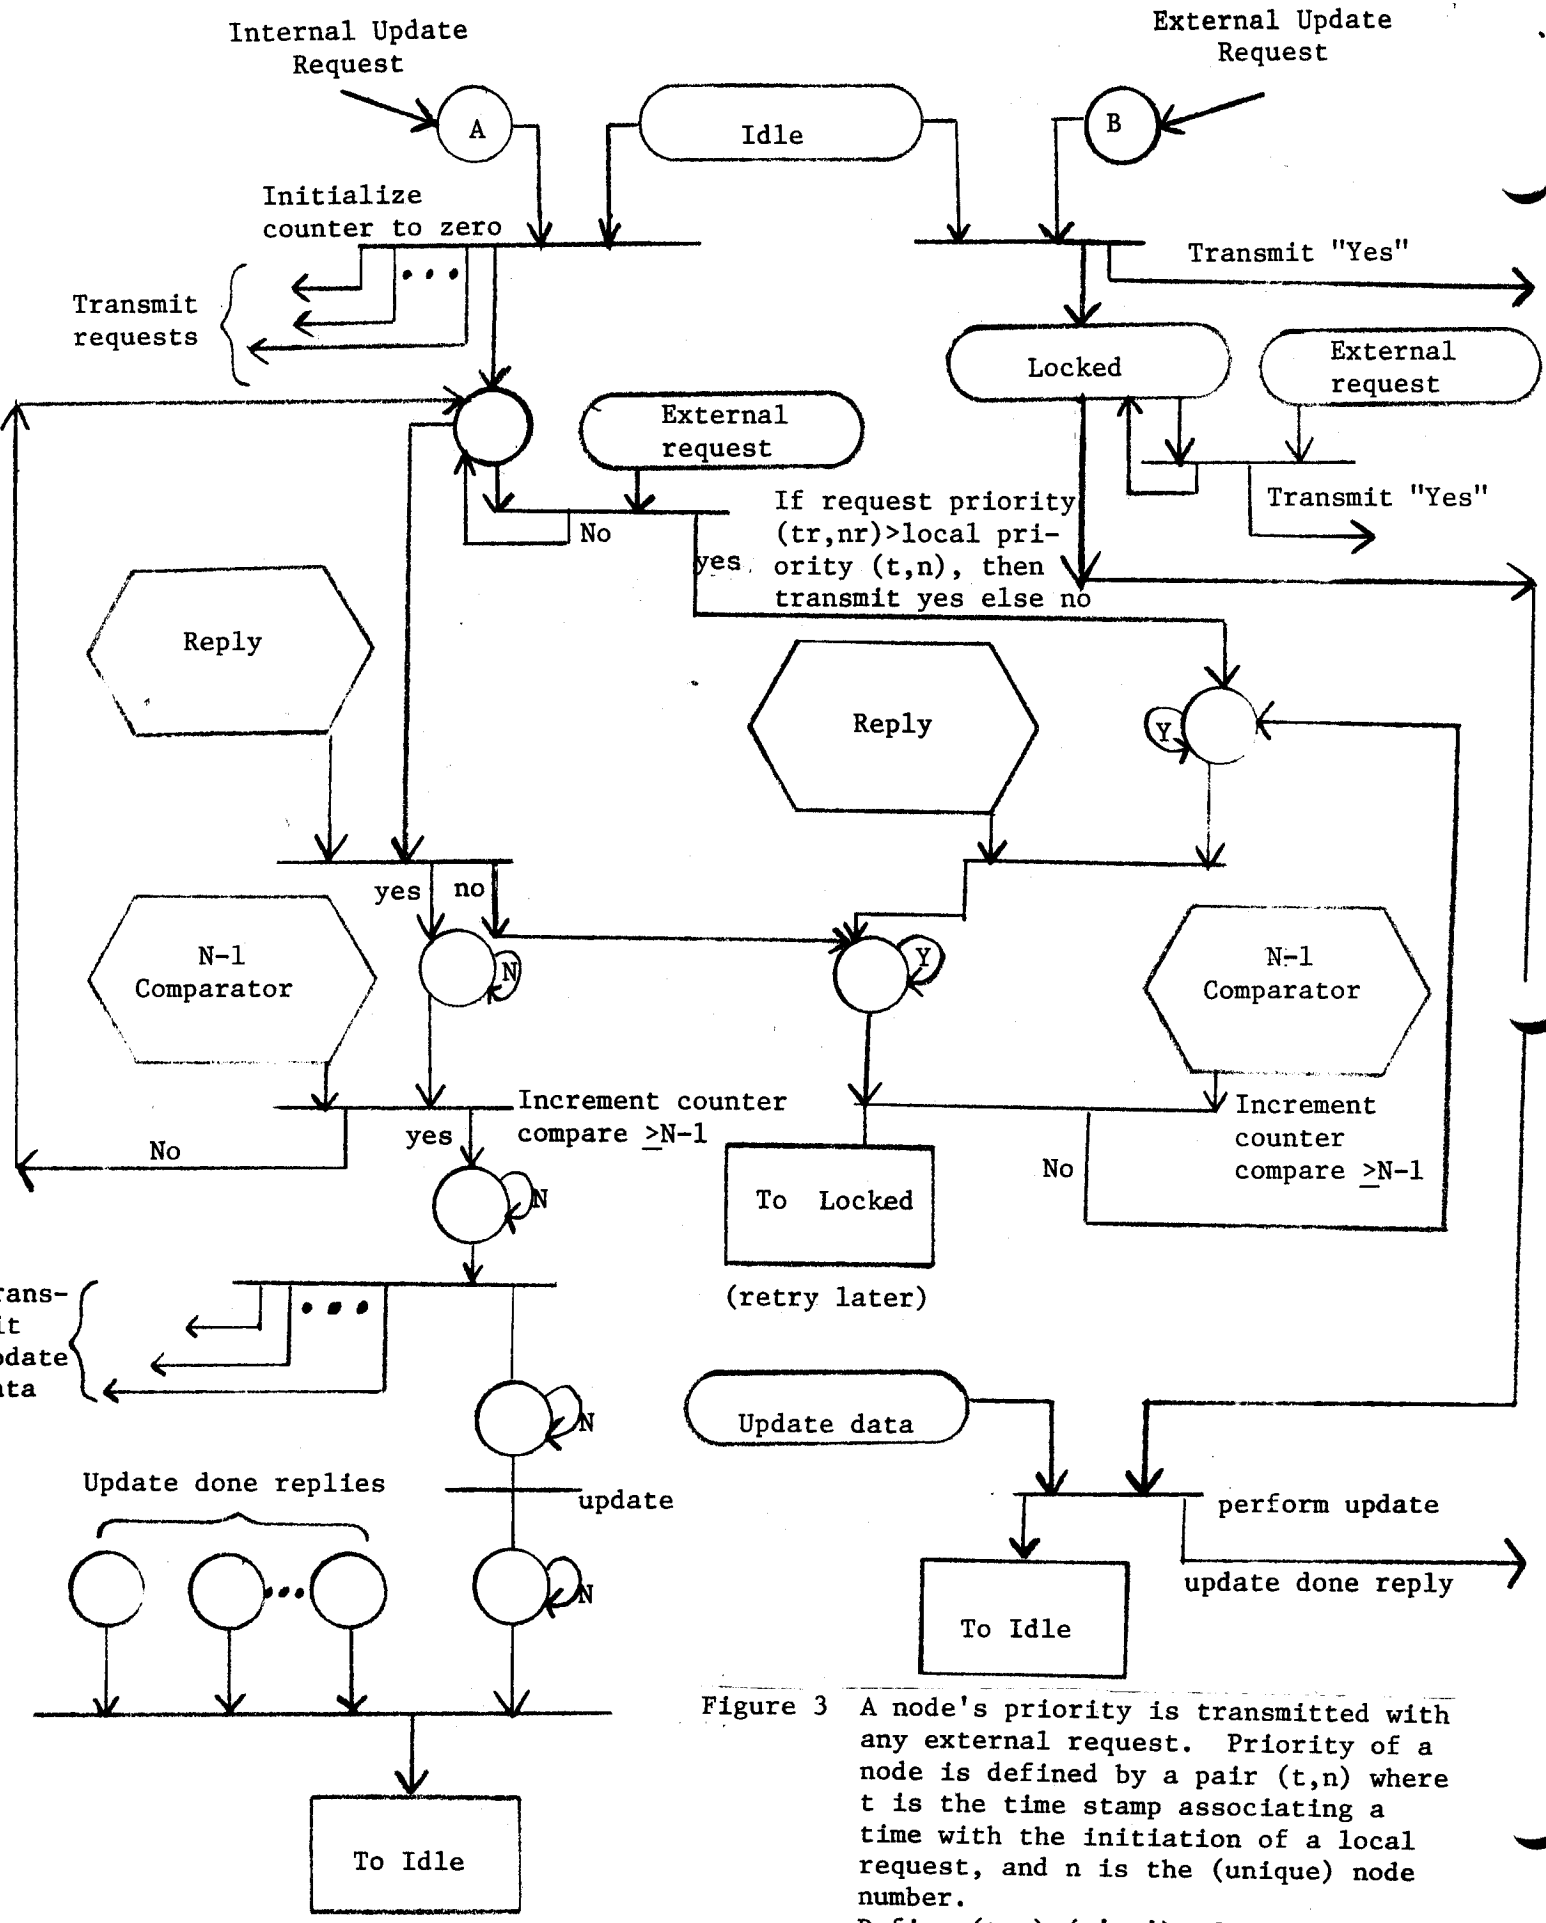 Internal Update
Request
External Update
Request
A
Idle
B
Initialize
counter to zero
Transmit "Yes"
Transmit
requests
Locked
External
request
External
request
Transmit "Yes"
No
yes
If request priority
(tr,nr)>local pri-
ority (t,n), then
transmit yes else no
Reply
Reply
Y
yes
no
N-1
Comparator
N
Y
N-1
Comparator
Increment counter
compare ≥N-1
yes
No
Increment
counter
compare ≥N-1
No
N
To Locked
(retry later)
rans-
it
pdate
ata
Update data
N
Update done replies
update
perform update
N
update done reply
To Idle
To Idle
Figure 3 A node's priority is transmitted with
any external request. Priority of a
node is defined by a pair (t,n) where
t is the time stamp associating a
time with the initiation of a local
request, and n is the (unique) node
number.